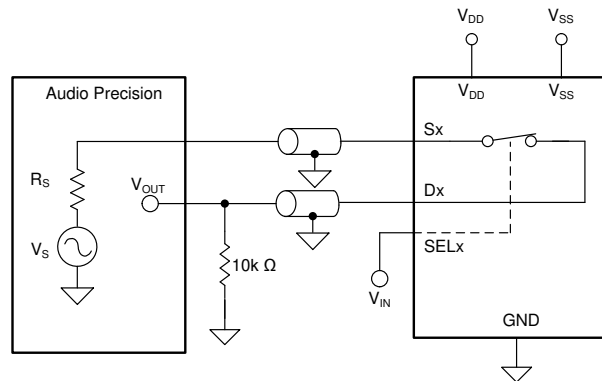 V_DD
V_SS
V_DD
V_SS
Audio Precision
Sx
R_S
V_OUT
Dx
V_S
10k Ω
SELx
V_IN
GND